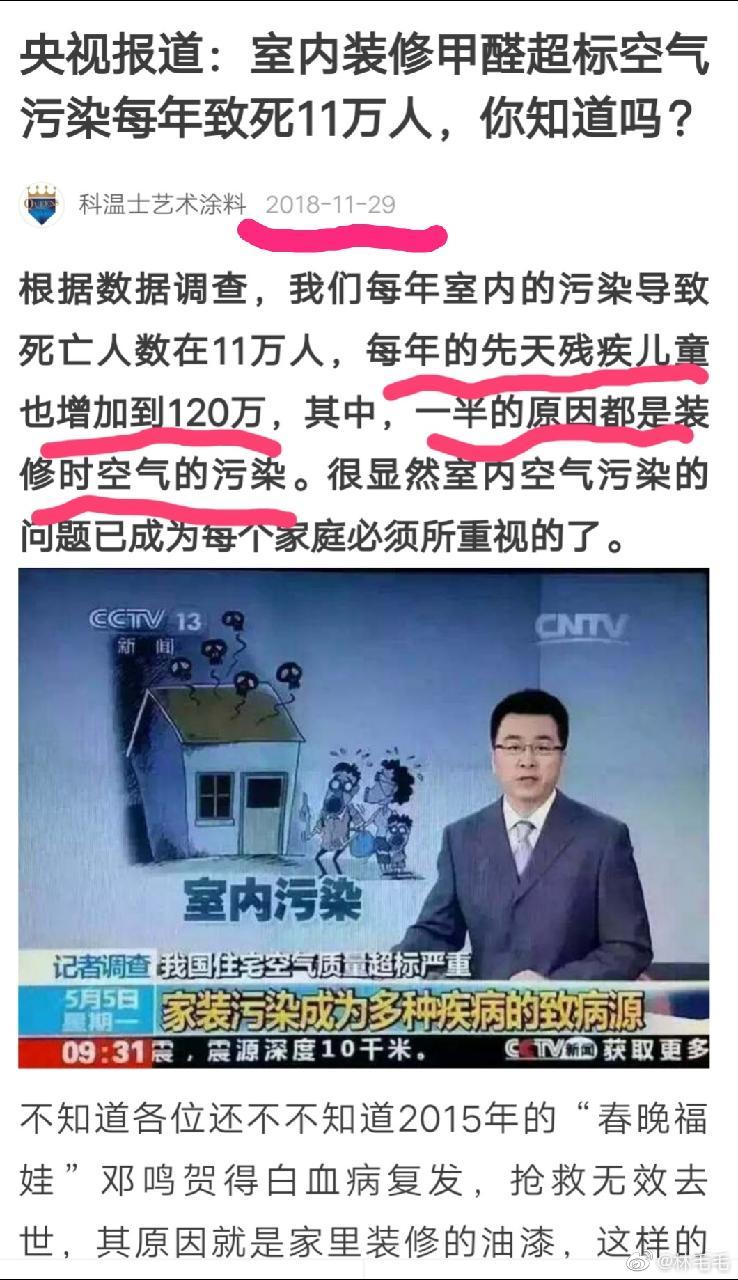 央视报道：室内装修甲醛超标空气
污染每年致死11万人，你知道吗？
QUEENS
科温士艺术涂料 2018-11-29
根据数据调查，我们每年室内的污染导致
死亡人数在11万人，每年的先天残疾儿童
也增加到120万，其中，一半的原因都是装
修时空气的污染。很显然室内空气污染的
问题已成为每个家庭必须所重视的了。
CCTV 13
新闻
CNTV
室内污染
记者调查 我国住宅空气质量超标严重
5月5日
星期一
家装污染成为多种疾病的致病源
09:31 震，震源深度10千米。 CCTV新闻 获取更多
不知道各位还不不知道2015年的“春晚福
娃”邓鸣贺得白血病复发，抢救无效去
世，其原因就是家里装修的油漆，这样的
@林毛毛